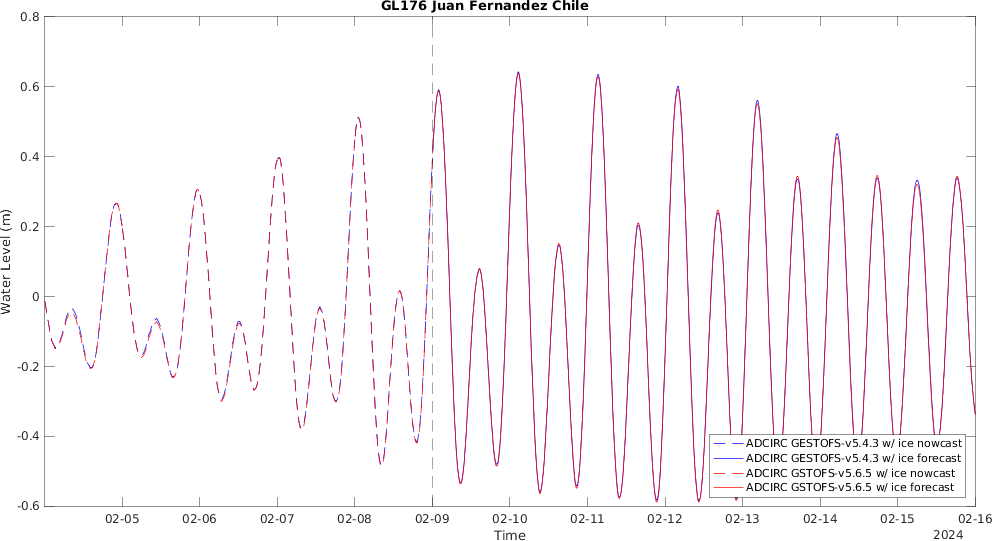 GL176 Juan Fernandez Chile
0.8
0.6
0.4
0.2
0
-0.2
-0.4
-0.6
Water Level (m)
ADCIRC GESTOFS-v5.4.3 w/ ice nowcast
ADCIRC GESTOFS-v5.4.3 w/ ice forecast
ADCIRC GSTOFS-v5.6.5 w/ ice nowcast
ADCIRC GSTOFS-v5.6.5 w/ ice forecast
02-05 02-06 02-07 02-08 02-09 02-10 02-11 02-12 02-13 02-14 02-15 02-16
Time
2024